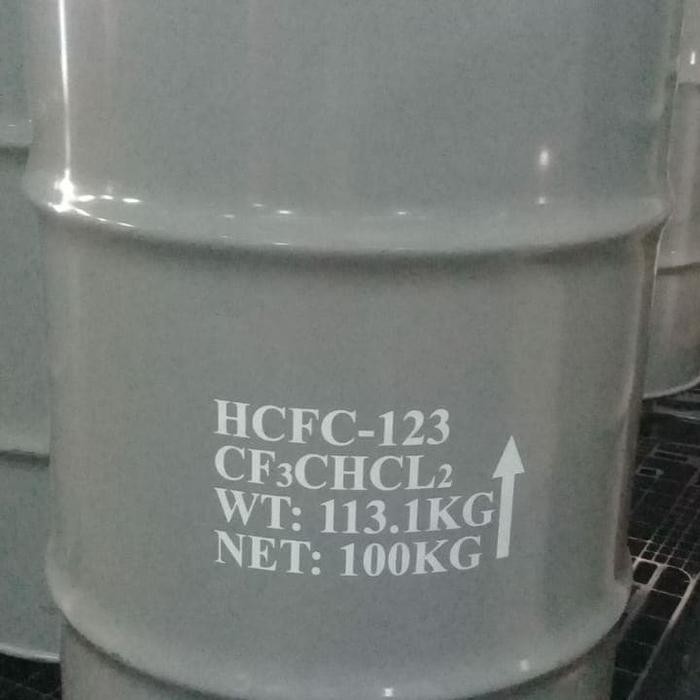 HCFC-123
CF₃CHCL₂
WT: 113.1KG
NET: 100KG